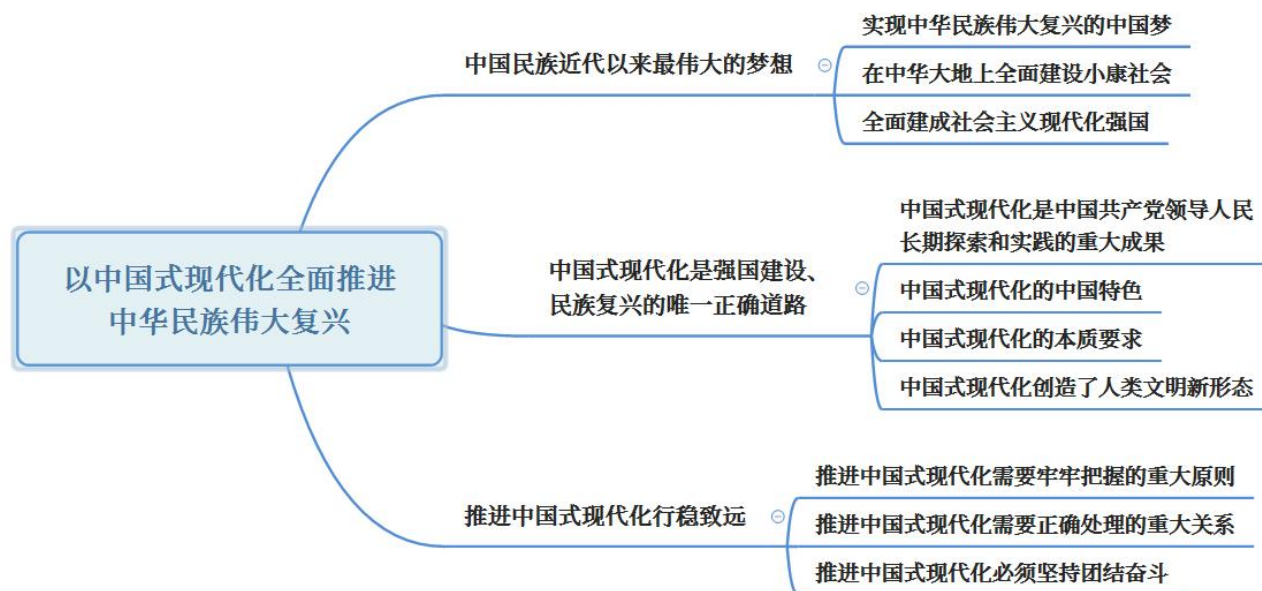 以中国式现代化全面推进
中华民族伟大复兴
中国民族近代以来最伟大的梦想
实现中华民族伟大复兴的中国梦
在中华大地上全面建设小康社会
全面建成社会主义现代化强国
中国式现代化是强国建设、
民族复兴的唯一正确道路
中国式现代化是中国共产党领导人民
长期探索和实践的重大成果
中国式现代化的中国特色
中国式现代化的本质要求
中国式现代化创造了人类文明新形态
推进中国式现代化行稳致远
推进中国式现代化需要牢牢把握的重大原则
推进中国式现代化需要正确处理的重大关系
推进中国式现代化必须坚持团结奋斗